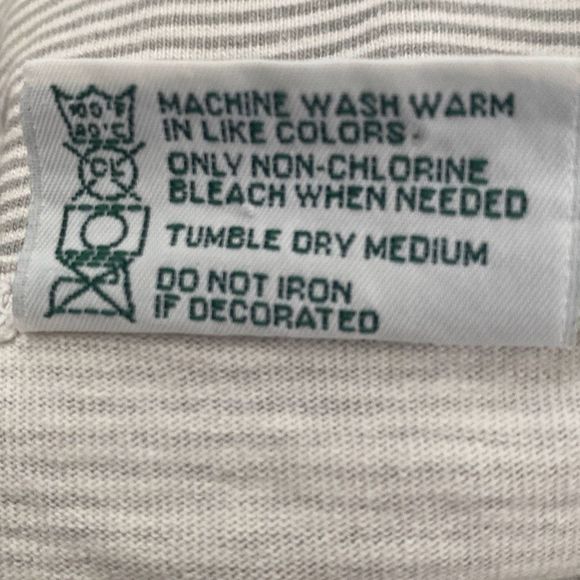 MACHINE WASH WARM
IN LIKE COLORS.
ONLY NON-CHLORINE
CL
BLEACH WHEN NEEDED
TUMBLE DRY MEDIUM
DO NOT IRON
IF DECORATED